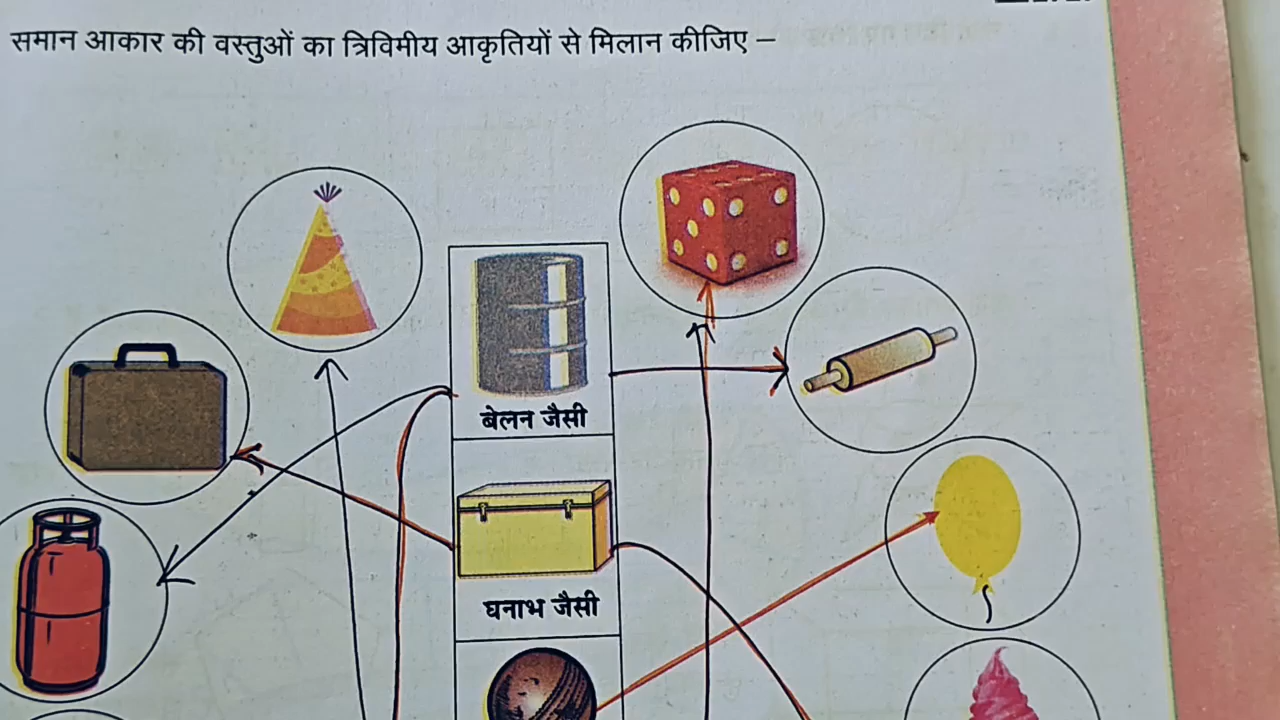 समान आकार की वस्तुओं का त्रिविमीय आकृतियों से मिलान कीजिए –
बेलन जैसी
घनाभ जैसी